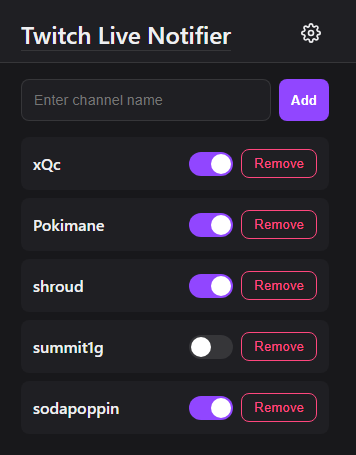 Twitch Live Notifier
Enter channel name
Add
xQc
Remove
Pokimane
Remove
shroud
Remove
summit1g
Remove
sodapoppin
Remove